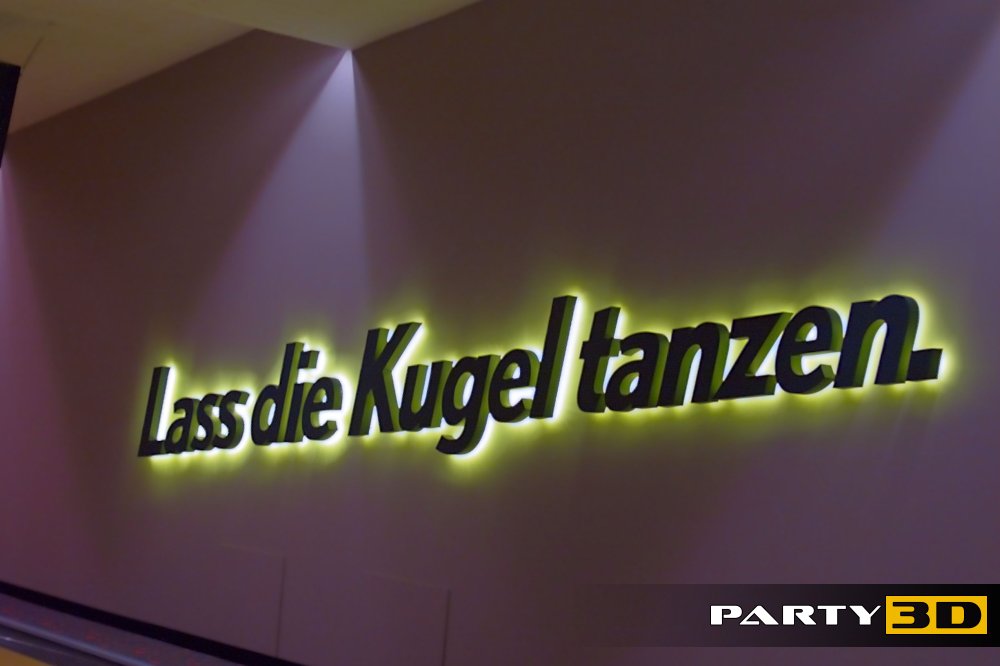 Lass die Kugel tanzen.
PARTY 3D